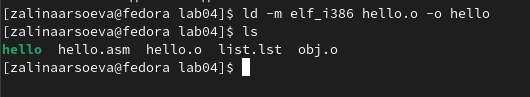 [zalinaarsoeva@fedora lab04]$ ld -m elf_i386 hello.o -o hello
[zalinaarsoeva@fedora lab04]$ ls
hello  hello.asm  hello.o  list.lst  obj.o
[zalinaarsoeva@fedora lab04]$